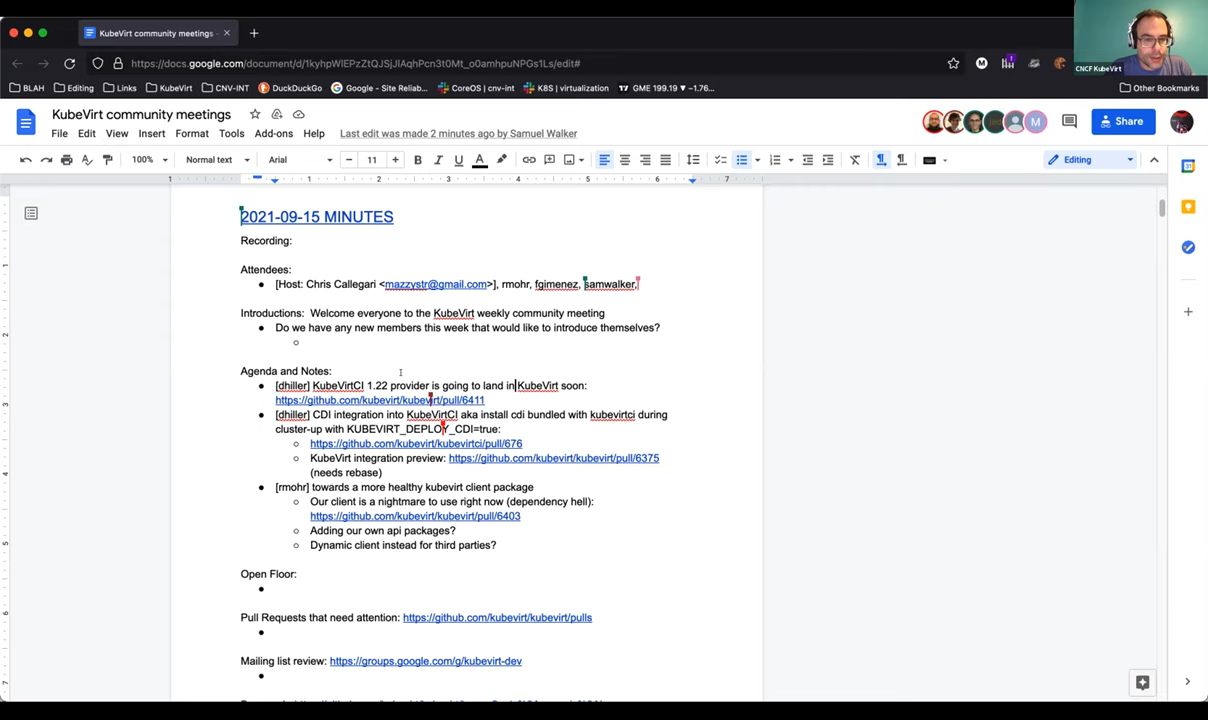 KubeVirt community meetings -
https://docs.google.com/document/d/1kyhpWlEPzZtQJSjJlAqhPcn3t0Mt_o0amhpuNPGs1Ls/edit#
CNCF KubeVirt
BLAH
Editing
Links
KubeVirt
CNV-INT
DuckDuckGo
Google - Site Reliab...
CoreOS | cnv-int
K8S | virtualization
GME 199.19 ▼ −1.76...
Other Bookmarks
KubeVirt community meetings
File Edit View Insert Format Tools Add-ons Help
Last edit was made 2 minutes ago by Samuel Walker
M
Share
100%
Normal text
Arial
11
Editing
1 1 2 3 4 5 6 7
2021-09-15 MINUTES
Recording:
Attendees:
● [Host: Chris Callegari <mazzystr@gmail.com>], rmohr, fgimenez, samwalker,
Introductions: Welcome everyone to the KubeVirt weekly community meeting
● Do we have any new members this week that would like to introduce themselves?
○
Agenda and Notes:
● [dhiller] KubeVirtCI 1.22 provider is going to land in KubeVirt soon:
https://github.com/kubevirt/kubevirt/pull/6411
● [dhiller] CDI integration into KubeVirtCI aka install cdi bundled with kubevirtci during
cluster-up with KUBEVIRT_DEPLOY_CDI=true:
○ https://github.com/kubevirt/kubevirtci/pull/676
○ KubeVirt integration preview: https://github.com/kubevirt/kubevirt/pull/6375
(needs rebase)
● [rmohr] towards a more healthy kubevirt client package
○ Our client is a nightmare to use right now (dependency hell):
https://github.com/kubevirt/kubevirt/pull/6403
○ Adding our own api packages?
○ Dynamic client instead for third parties?
Open Floor:
●
Pull Requests that need attention: https://github.com/kubevirt/kubevirt/pulls
●
Mailing list review: https://groups.google.com/g/kubevirt-dev
●